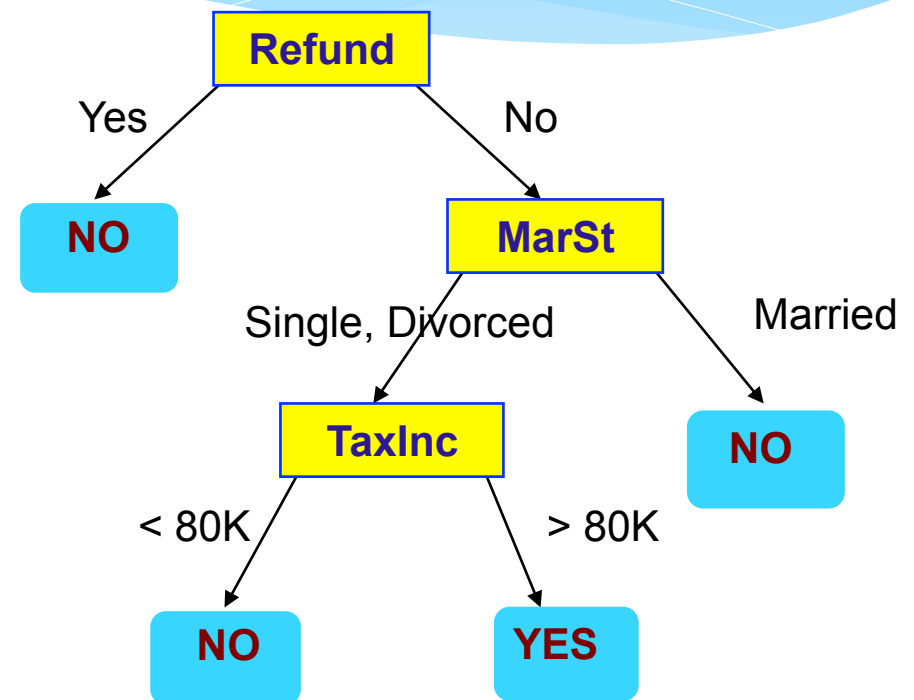 Refund
Yes
No
NO
MarSt
Single, Divorced
Married
TaxInc
NO
< 80K
> 80K
NO
YES